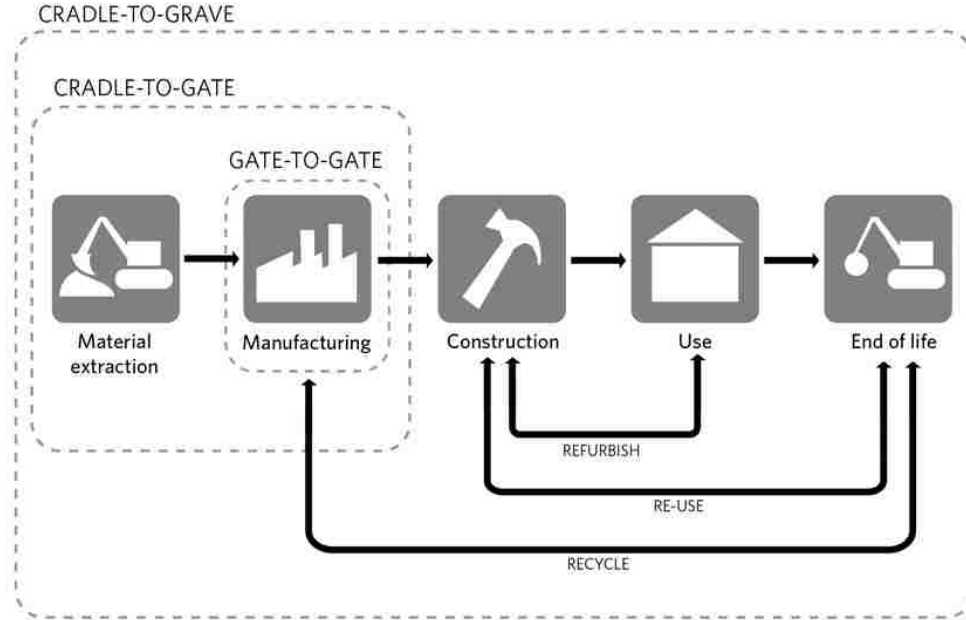 CRADLE-TO-GRAVE
CRADLE-TO-GATE
GATE-TO-GATE
Material
extraction
Manufacturing
Construction
Use
End of life
REFURBISH
RE-USE
RECYCLE